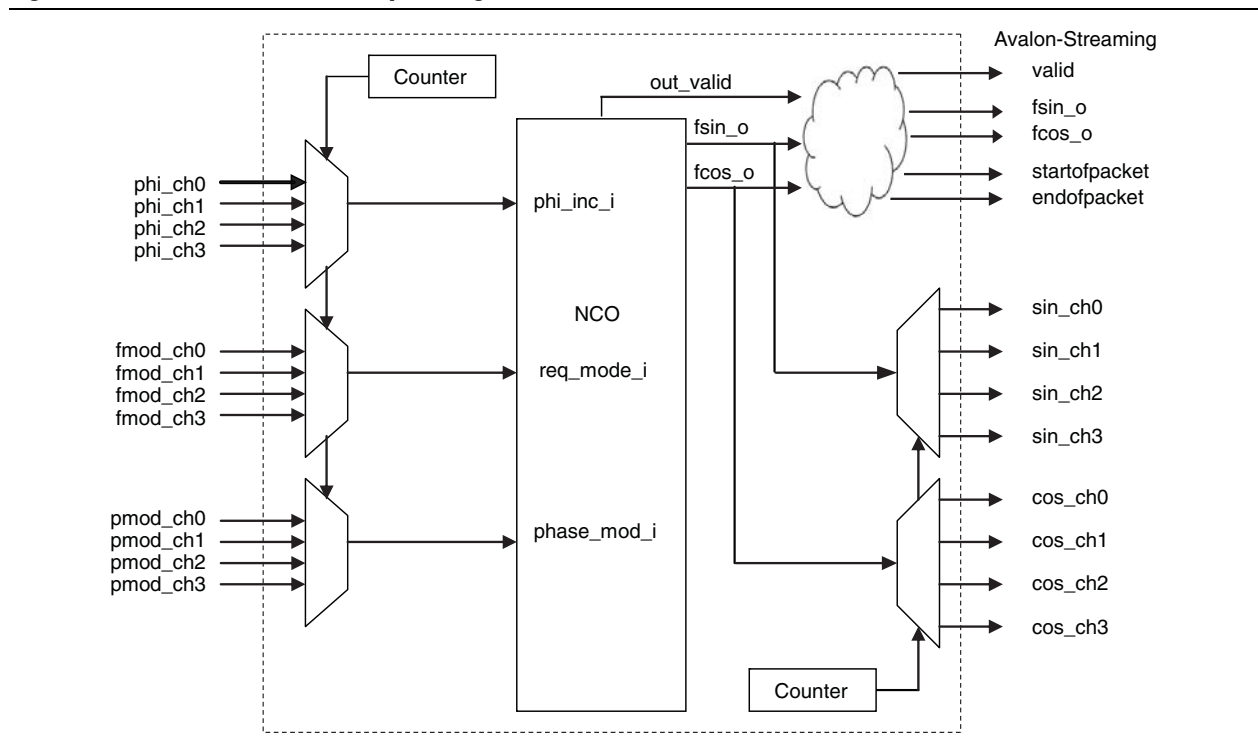 Avalon-Streaming
Counter
out_valid
valid
fsin_o
fsin_o
fcos_o
fcos_o
startofpacket
endofpacket
phi_ch0
phi_ch1
phi_ch2
phi_ch3
phi_inc_i
NCO
fmod_ch0
fmod_ch1
fmod_ch2
fmod_ch3
req_mode_i
sin_ch0
sin_ch1
sin_ch2
sin_ch3
pmod_ch0
pmod_ch1
pmod_ch2
pmod_ch3
phase_mod_i
cos_ch0
cos_ch1
cos_ch2
cos_ch3
Counter